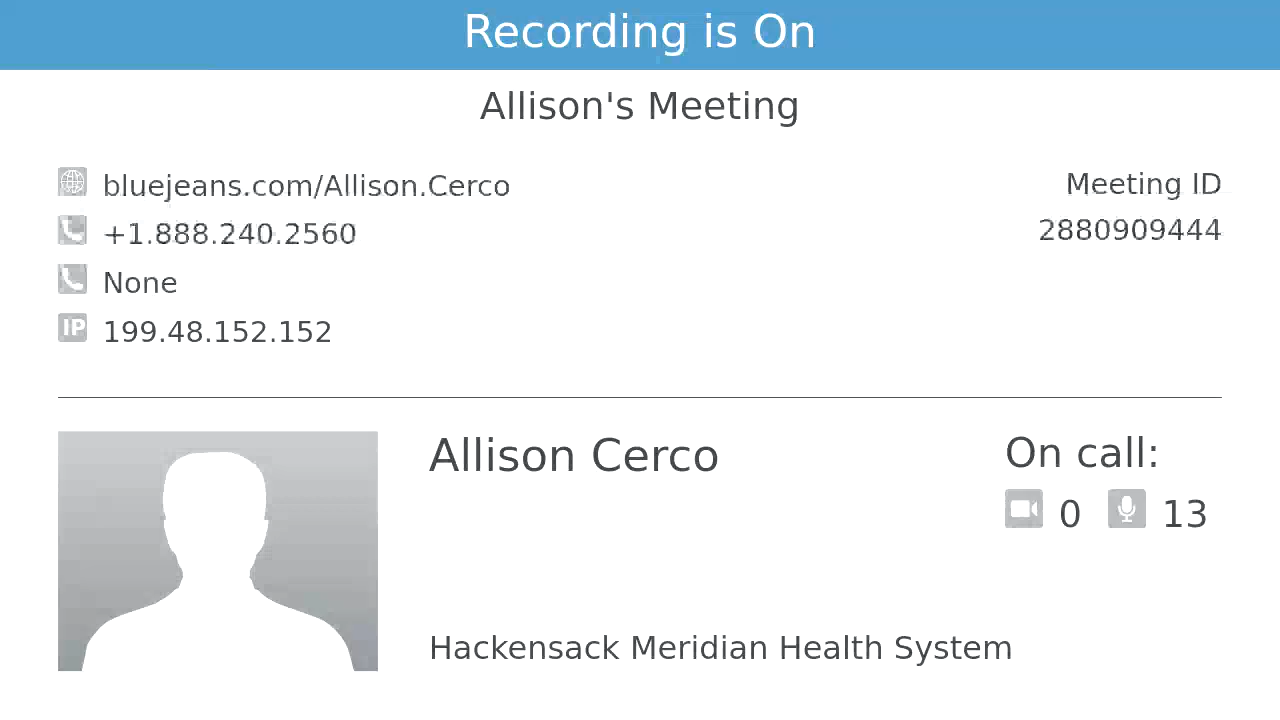 Recording is On
Allison's Meeting
bluejeans.com/Allison.Cerco
+1.888.240.2560
None
IP 199.48.152.152
Meeting ID
2880909444
Allison Cerco
On call:
0 13
Hackensack Meridian Health System